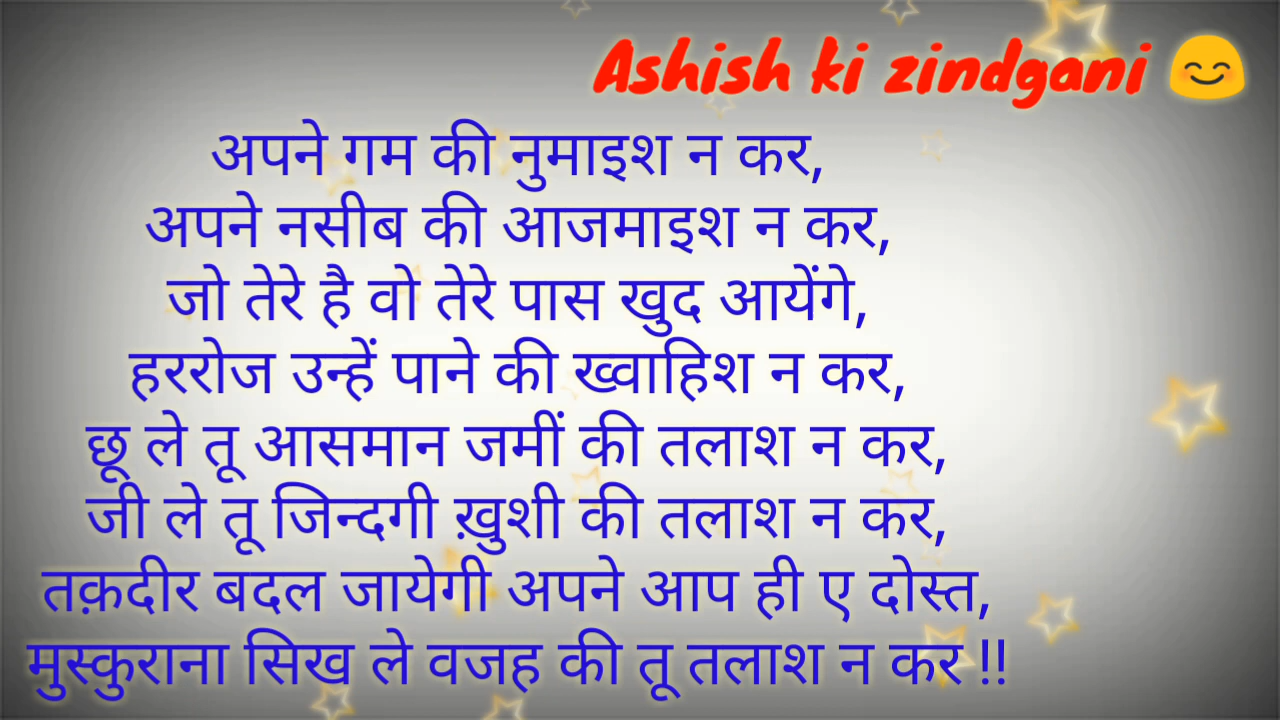 Ashish ki zindgani 😊
अपने गम की नुमाइश न कर,
अपने नसीब की आजमाइश न कर,
जो तेरे है वो तेरे पास खुद आयेंगे,
हररोज उन्हें पाने की ख्वाहिश न कर,
छू ले तू आसमान जमीं की तलाश न कर,
जी ले तू जिन्दगी ख़ुशी की तलाश न कर,
तक़दीर बदल जायेगी अपने आप ही ए दोस्त,
मुस्कुराना सिख ले वजह की तू तलाश न कर !!